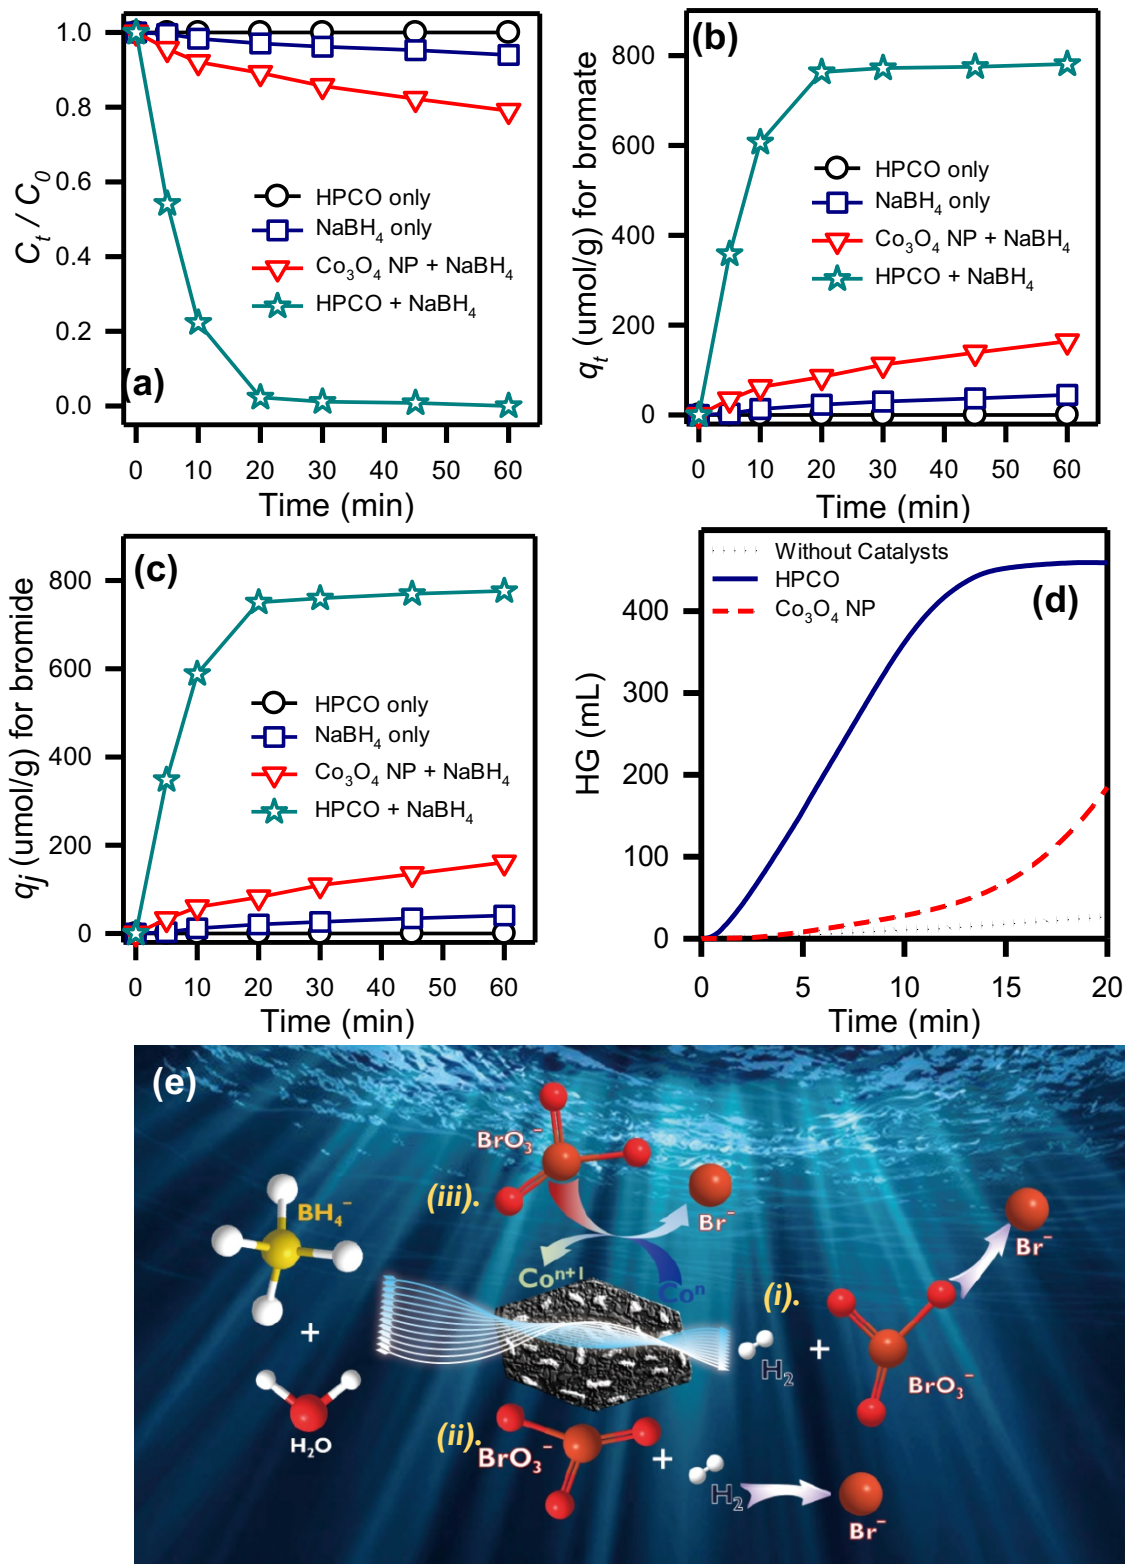 (a)
C_t / C_0
1.0
0.8
0.6
0.4
0.2
0.0
HPCO only
NaBH₄ only
Co₃O₄ NP + NaBH₄
HPCO + NaBH₄
0 10 20 30 40 50 60
Time (min)
(b)
q_t (umol/g) for bromate
800
600
400
200
0
HPCO only
NaBH₄ only
Co₃O₄ NP + NaBH₄
HPCO + NaBH₄
0 10 20 30 40 50 60
Time (min)
(c)
q_j (umol/g) for bromide
800
600
400
200
0
HPCO only
NaBH₄ only
Co₃O₄ NP + NaBH₄
HPCO + NaBH₄
0 10 20 30 40 50 60
Time (min)
(d)
HG (mL)
400
300
200
100
0
Without Catalysts
HPCO
Co₃O₄ NP
0 5 10 15 20
Time (min)
(e)
BrO₃⁻
(iii).
Br⁻
BH₄⁻
Coⁿ⁺¹
Coⁿ
(i).
Br⁻
+
H₂
+
BrO₃⁻
H₂O
(ii).
BrO₃⁻
+
H₂
Br⁻